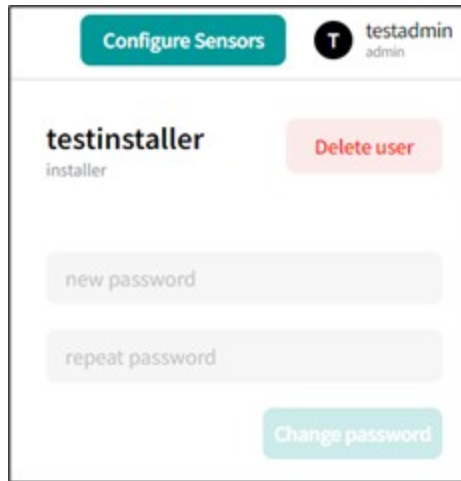 Configure Sensors
T
testadmin
admin
testinstaller
Delete user
installer
new password
repeat password
Change password